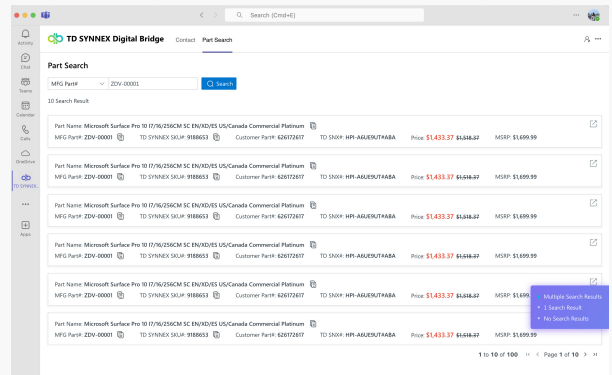 Search (Cmd+E)
Activity
Chat
Teams
Calendar
Calls
OneDrive
TD SYNNEX...
Apps
TD SYNNEX Digital Bridge Contact Part Search
Part Search
MFG Part# ZDV-00001 Search
10 Search Result
Part Name: Microsoft Surface Pro 10 I7/16/256CM SC EN/XD/ES US/Canada Commercial Platinum
MFG Part#: ZDV-00001 TD SYNNEX SKU#: 9188653 Customer Part#: 626172617 TD SNX#: HPI-A6UE9UT#ABA Price: $1,433.37 $1,518.37 MSRP: $1,699.99
Part Name: Microsoft Surface Pro 10 I7/16/256CM SC EN/XD/ES US/Canada Commercial Platinum
MFG Part#: ZDV-00001 TD SYNNEX SKU#: 9188653 Customer Part#: 626172617 TD SNX#: HPI-A6UE9UT#ABA Price: $1,433.37 $1,518.37 MSRP: $1,699.99
Part Name: Microsoft Surface Pro 10 I7/16/256CM SC EN/XD/ES US/Canada Commercial Platinum
MFG Part#: ZDV-00001 TD SYNNEX SKU#: 9188653 Customer Part#: 626172617 TD SNX#: HPI-A6UE9UT#ABA Price: $1,433.37 $1,518.37 MSRP: $1,699.99
Part Name: Microsoft Surface Pro 10 I7/16/256CM SC EN/XD/ES US/Canada Commercial Platinum
MFG Part#: ZDV-00001 TD SYNNEX SKU#: 9188653 Customer Part#: 626172617 TD SNX#: HPI-A6UE9UT#ABA Price: $1,433.37 $1,518.37 MSRP: $1,699.99
Part Name: Microsoft Surface Pro 10 I7/16/256CM SC EN/XD/ES US/Canada Commercial Platinum
MFG Part#: ZDV-00001 TD SYNNEX SKU#: 9188653 Customer Part#: 626172617 TD SNX#: HPI-A6UE9UT#ABA Price: $1,433.37 $1,518.37 MSRP: $1,699
Part Name: Microsoft Surface Pro 10 I7/16/256CM SC EN/XD/ES US/Canada Commercial Platinum
MFG Part#: ZDV-00001 TD SYNNEX SKU#: 9188653 Customer Part#: 626172617 TD SNX#: HPI-A6UE9UT#ABA Price: $1,433.37 $1,518.37 MSRP: $1,699.99
Multiple Search Results
1 Search Result
No Search Results
1 to 10 of 100 Page 1 of 10